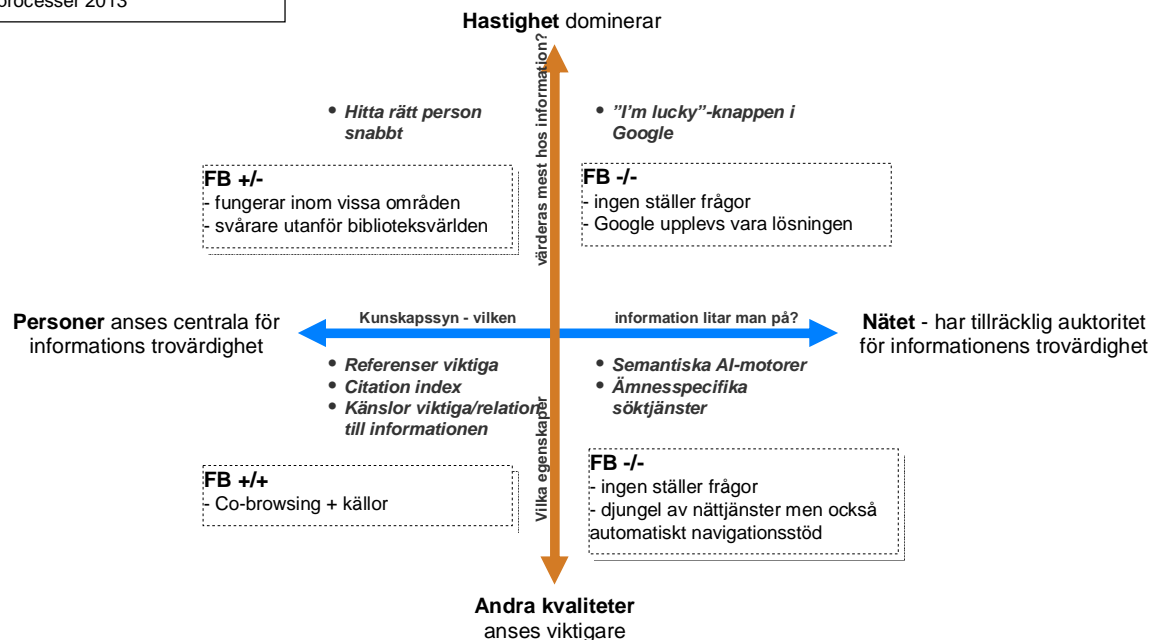 processer 2013
Hastighet dominerar
värderas mest hos information?
• Hitta rätt person
snabbt
• ”I’m lucky”-knappen i
Google
FB +/-
- fungerar inom vissa områden
- svårare utanför biblioteksvärlden
FB -/-
- ingen ställer frågor
- Google upplevs vara lösningen
Personer anses centrala för
informations trovärdighet
Kunskapssyn - vilken
information litar man på?
Nätet - har tillräcklig auktoritet
för informationens trovärdighet
• Referenser viktiga
• Citation index
• Känslor viktiga/relation
till informationen
• Semantiska AI-motorer
• Ämnesspecifika
söktjänster
Vilka egenskaper
FB +/+
- Co-browsing + källor
FB -/-
- ingen ställer frågor
- djungel av nättjänster men också
automatiskt navigationsstöd
Andra kvaliteter
anses viktigare